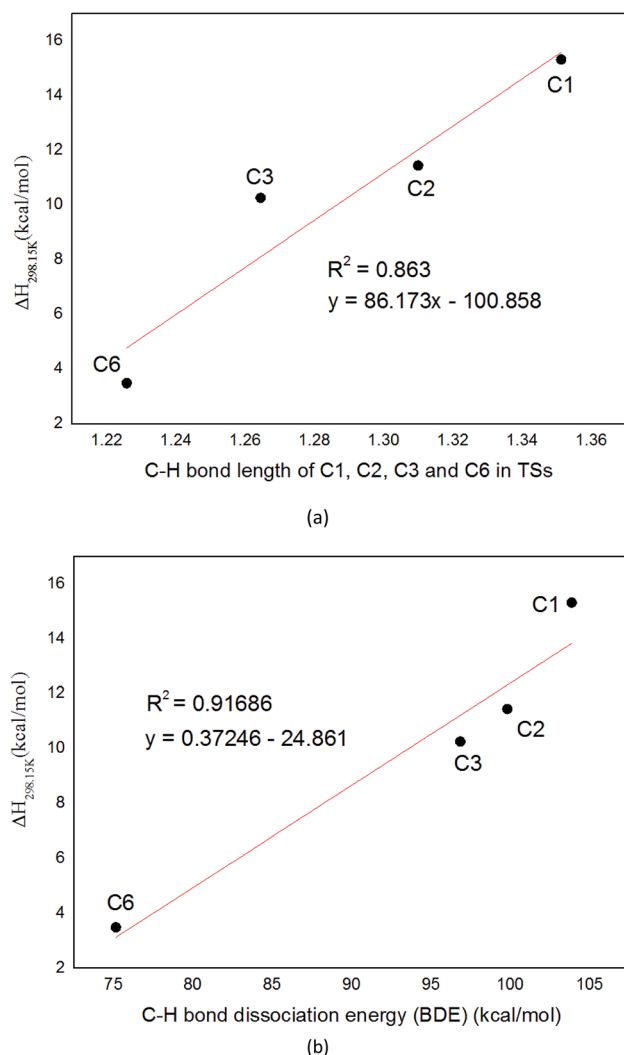 16
14
12
10
8
6
4
2
ΔH298.15K(kcal/mol)
C1
C2
C3
C6
R² = 0.863
y = 86.173x - 100.858
1.22 1.24 1.26 1.28 1.30 1.32 1.34 1.36
C-H bond length of C1, C2, C3 and C6 in TSs
(a)
16
14
12
10
8
6
4
2
ΔH298.15K(kcal/mol)
C1
C2
C3
C6
R² = 0.91686
y = 0.37246 - 24.861
75 80 85 90 95 100 105
C-H bond dissociation energy (BDE) (kcal/mol)
(b)